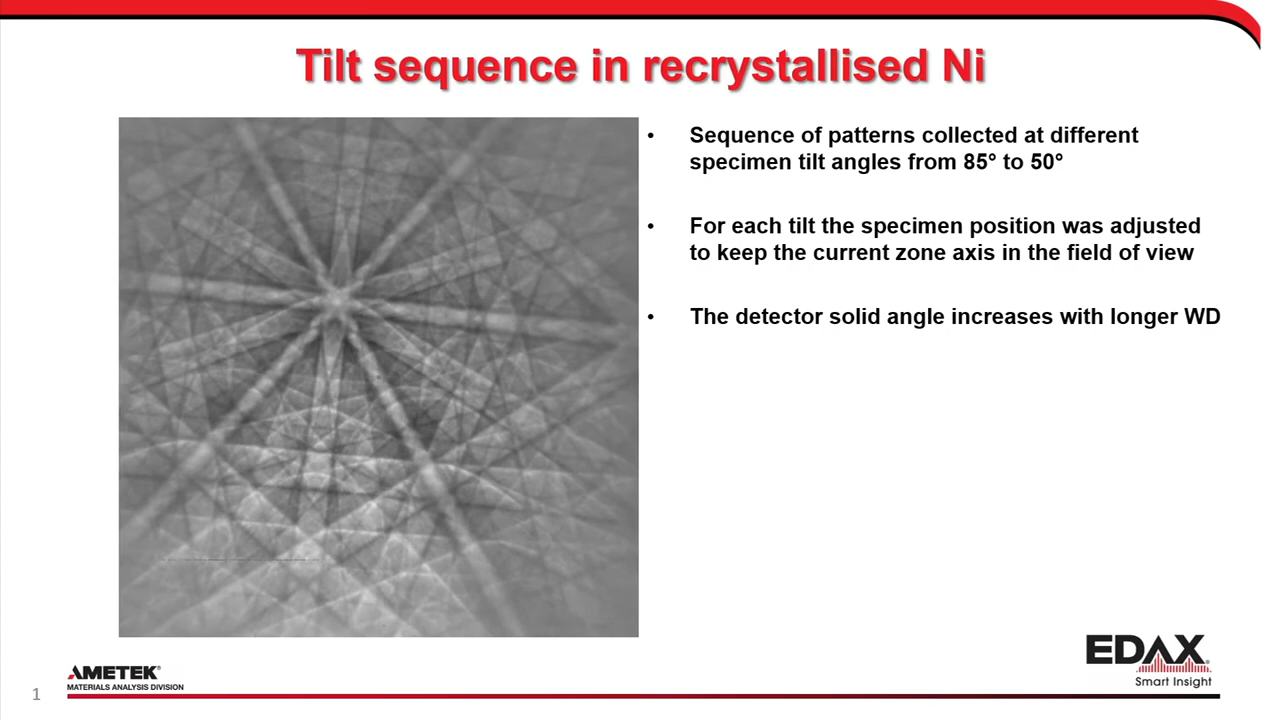 Tilt sequence in recrystallised Ni
• Sequence of patterns collected at different
specimen tilt angles from 85° to 50°
• For each tilt the specimen position was adjusted
to keep the current zone axis in the field of view
• The detector solid angle increases with longer WD
1
AMETEK®
MATERIALS ANALYSIS DIVISION
EDAX®
Smart Insight